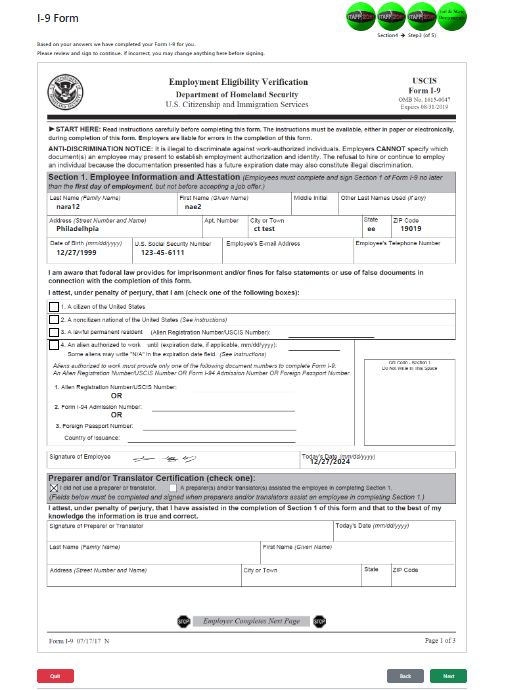 I-9 Form
Section4 → Step3 (of 5)
Based on your answers we have completed your Form I-9 for you.
Please review and sign to continue. If incorrect, you may change anything here before signing.
Employment Eligibility Verification
Department of Homeland Security
U.S. Citizenship and Immigration Services
USCIS
Form I-9
OMB No. 1615-0047
Expires 08/31/2019
▶START HERE: Read instructions carefully before completing this form. The instructions must be available, either in paper or electronically,
during completion of this form. Employers are liable for errors in the completion of this form.
ANTI-DISCRIMINATION NOTICE: It is illegal to discriminate against work-authorized individuals. Employers CANNOT specify which
document(s) an employee may present to establish employment authorization and identity. The refusal to hire or continue to employ
an individual because the documentation presented has a future expiration date may also constitute illegal discrimination.
Section 1. Employee Information and Attestation (Employees must complete and sign Section 1 of Form I-9 no later
than the first day of employment, but not before accepting a job offer.)
Last Name (Family Name) First Name (Given Name) Middle Initial Other Last Names Used (if any)
nara12 nae2
Address (Street Number and Name) Apt. Number City or Town State ZIP Code
Philadelhpia ct test ee 19019
Date of Birth (mm/dd/yyyy) U.S. Social Security Number Employee's E-mail Address Employee's Telephone Number
12/27/1999 123-45-6111
I am aware that federal law provides for imprisonment and/or fines for false statements or use of false documents in
connection with the completion of this form.
I attest, under penalty of perjury, that I am (check one of the following boxes):
1. A citizen of the United States
2. A noncitizen national of the United States (See instructions)
3. A lawful permanent resident (Alien Registration Number/USCIS Number):
4. An alien authorized to work until (expiration date, if applicable, mm/dd/yyyy):
Some aliens may write "N/A" in the expiration date field. (See instructions)
Aliens authorized to work must provide only one of the following document numbers to complete Form I-9:
An Alien Registration Number/USCIS Number OR Form I-94 Admission Number OR Foreign Passport Number.
QR Code - Section 1
Do Not Write In This Space
1. Alien Registration Number/USCIS Number:
OR
2. Form I-94 Admission Number:
OR
3. Foreign Passport Number:
Country of Issuance:
Signature of Employee Today's Date (mm/dd/yyyy)
12/27/2024
Preparer and/or Translator Certification (check one):
I did not use a preparer or translator. A preparer(s) and/or translator(s) assisted the employee in completing Section 1.
(Fields below must be completed and signed when preparers and/or translators assist an employee in completing Section 1.)
I attest, under penalty of perjury, that I have assisted in the completion of Section 1 of this form and that to the best of my
knowledge the information is true and correct.
Signature of Preparer or Translator Today's Date (mm/dd/yyyy)
Last Name (Family Name) First Name (Given Name)
Address (Street Number and Name) City or Town State ZIP Code
STOP Employer Completes Next Page STOP
Form I-9 07/17/17 N Page 1 of 3
Quit Back Next